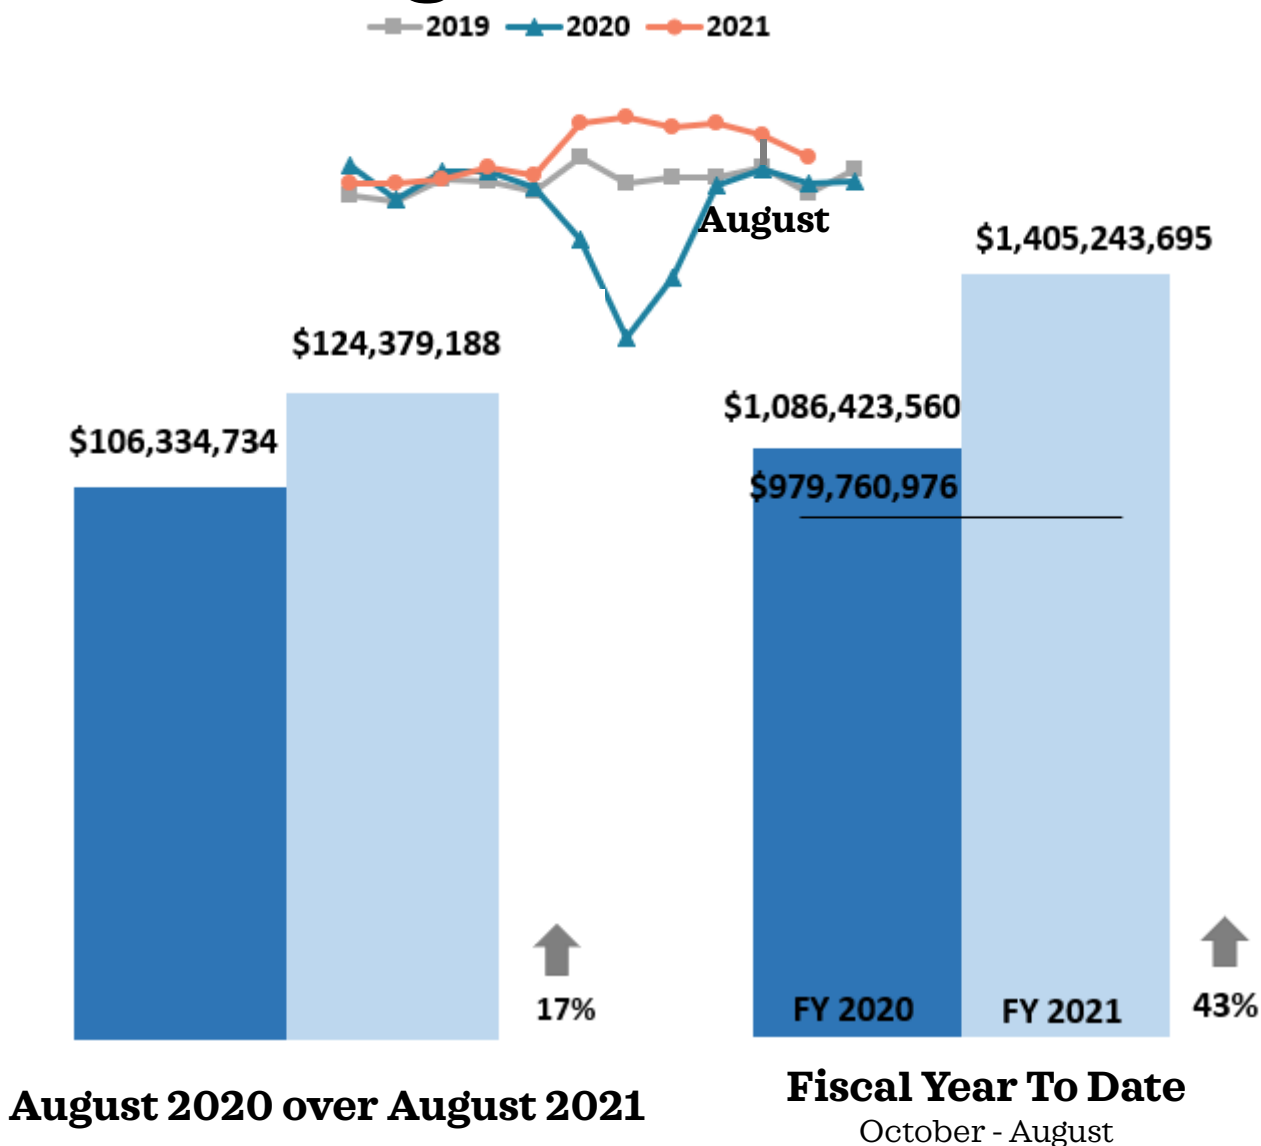 2019 2020 2021
August
$1,405,243,695
$124,379,188
$1,086,423,560
$106,334,734
$979,760,976
17%
FY 2020 FY 2021 43%
August 2020 over August 2021
Fiscal Year To Date
October - August